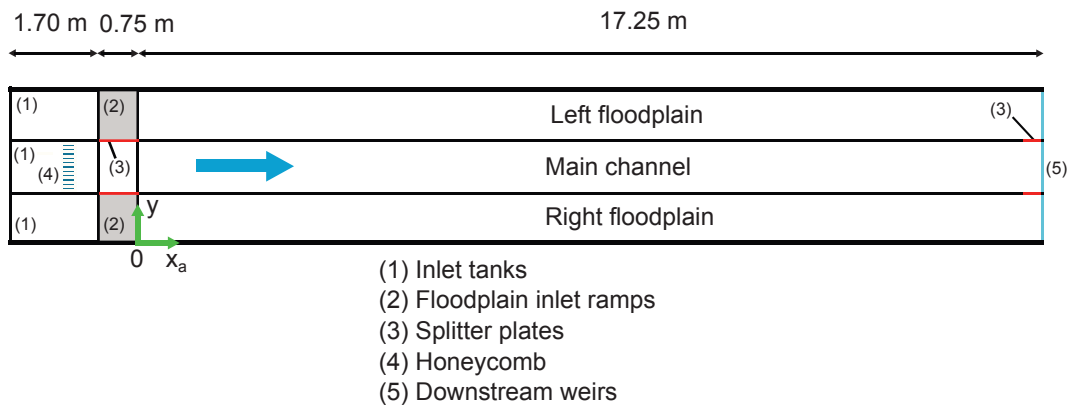 1.70 m 0.75 m 17.25 m
(1) (2) Left floodplain (3)
(1) (4) (3) Main channel (5)
(1) (2) y Right floodplain
0 xₐ
(1) Inlet tanks
(2) Floodplain inlet ramps
(3) Splitter plates
(4) Honeycomb
(5) Downstream weirs